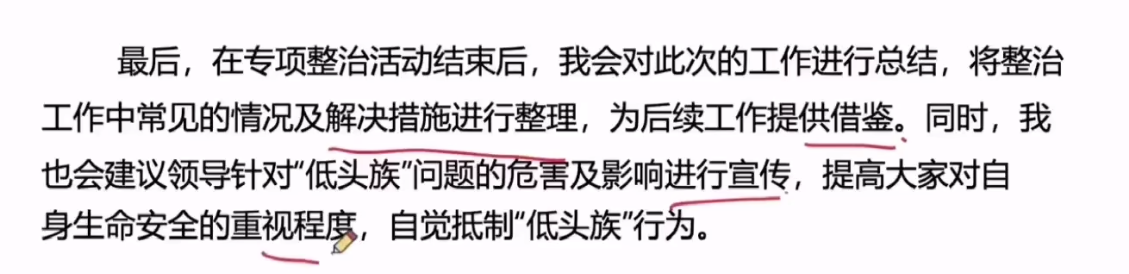 最后，在专项整治活动结束后，我会对此次的工作进行总结，将整治
工作中常见的情况及解决措施进行整理，为后续工作提供借鉴。同时，我
也会建议领导针对“低头族”问题的危害及影响进行宣传，提高大家对自
身生命安全的重视程度，自觉抵制“低头族”行为。